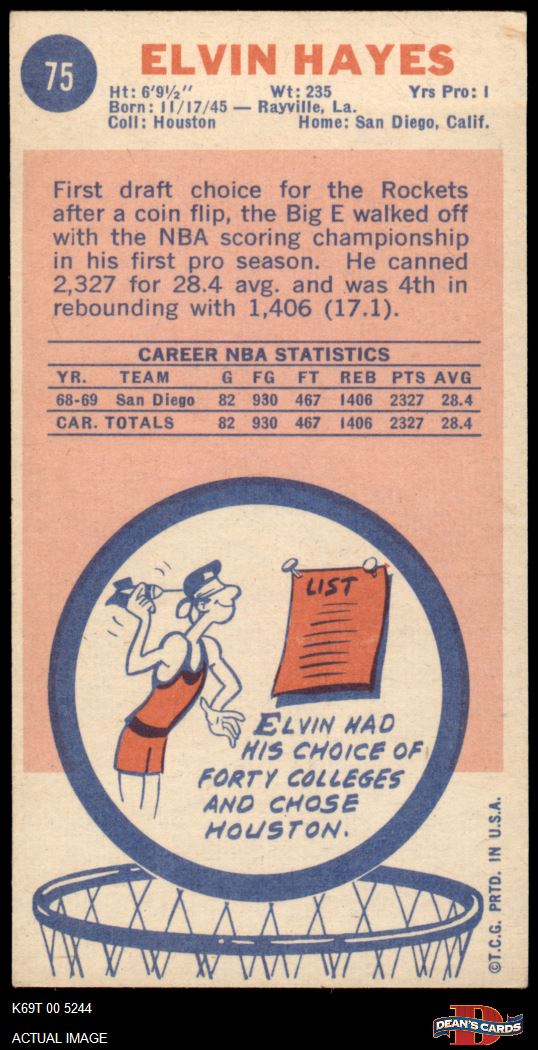 75
ELVIN HAYES
Ht: 6'9½" Wt: 235 Yrs Pro: 1
Born: 11/17/45 — Rayville, La.
Coll: Houston Home: San Diego, Calif.
First draft choice for the Rockets
after a coin flip, the Big E walked off
with the NBA scoring championship
in his first pro season. He canned
2,327 for 28.4 avg. and was 4th in
rebounding with 1,406 (17.1).
CAREER NBA STATISTICS
YR. TEAM G FG FT REB PTS AVG
68-69 San Diego 82 930 467 1406 2327 28.4
CAR. TOTALS 82 930 467 1406 2327 28.4
LIST
ELVIN HAD
HIS CHOICE OF
FORTY COLLEGES
AND CHOSE
HOUSTON.
©T.C.G. PRTD. IN U.S.A.
K69T 00 5244
ACTUAL IMAGE
D
DEAN'S CARDS